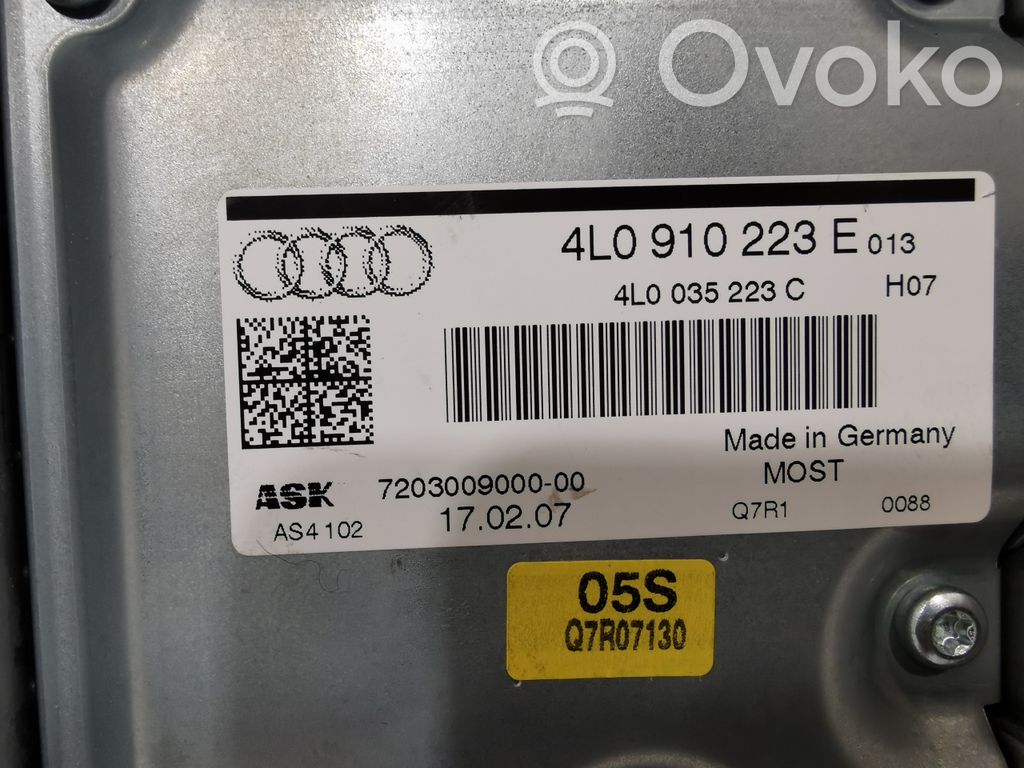 Ovoko
4L0 910 223 E 013
4L0 035 223 C H07
Made in Germany
MOST
ASK 7203009000-00
AS4 102 17.02.07 Q7R1 0088
05S
Q7R07130